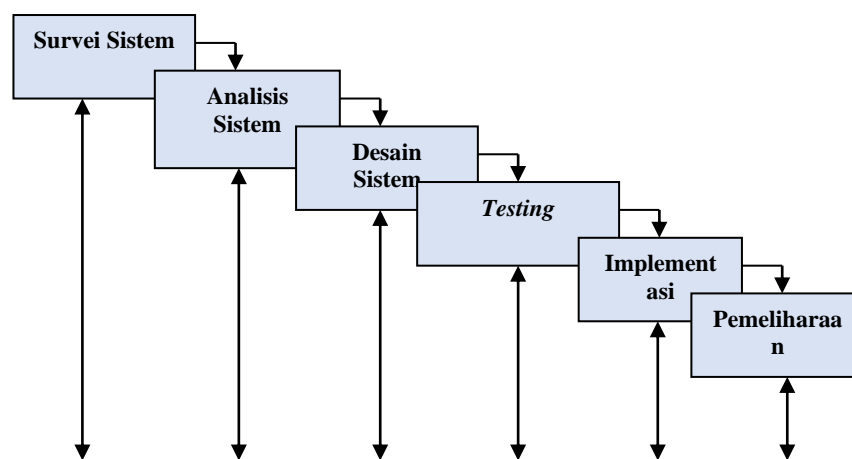 Survei Sistem
Analisis
Sistem
Desain
Sistem
Testing
Implement
asi
Pemeliharaa
n